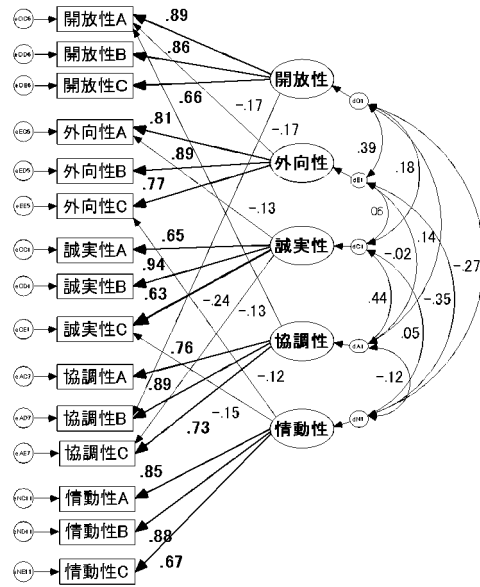 開放性A
開放性B
開放性C
外向性A
外向性B
外向性C
誠実性A
誠実性B
誠実性C
協調性A
協調性B
協調性C
情動性A
情動性B
情動性C
開放性
外向性
誠実性
協調性
情動性
.89
.86
.66
-.17
-.17
.81
.89
.77
-.13
.65
.94
.63
-.24
-.13
.76
.89
-.12
.73
-.15
.85
.88
.67
.39
.18
.05
-.02
.14
-.27
.44
-.35
.05
-.12